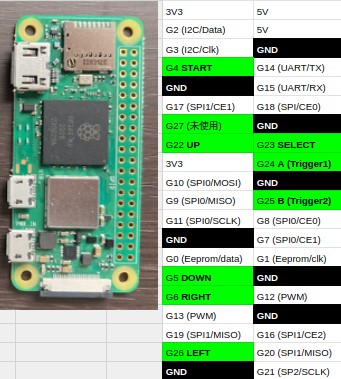 3V3 5V
G2 (I2C/Data) 5V
G3 (I2C/Clk) GND
G4 START G14 (UART/TX)
GND G15 (UART/RX)
G17 (SPI1/CE1) G18 (SPI/CE0)
G27 (未使用) GND
G22 UP G23 SELECT
3V3 G24 A (Trigger1)
G10 (SPI0/MOSI) GND
G9 (SPI0/MISO) G25 B (Trigger2)
G11 (SPI0/SCLK) G8 (SPI0/CE0)
GND G7 (SPI0/CE1)
G0 (Eeprom/data) G1 (Eeprom/clk)
G5 DOWN GND
G6 RIGHT G12 (PWM)
G13 (PWM) GND
G19 (SPI1/MISO) G16 (SPI1/CE2)
G26 LEFT G20 (SPI1/MISO)
GND G21 (SP2/SCLK)